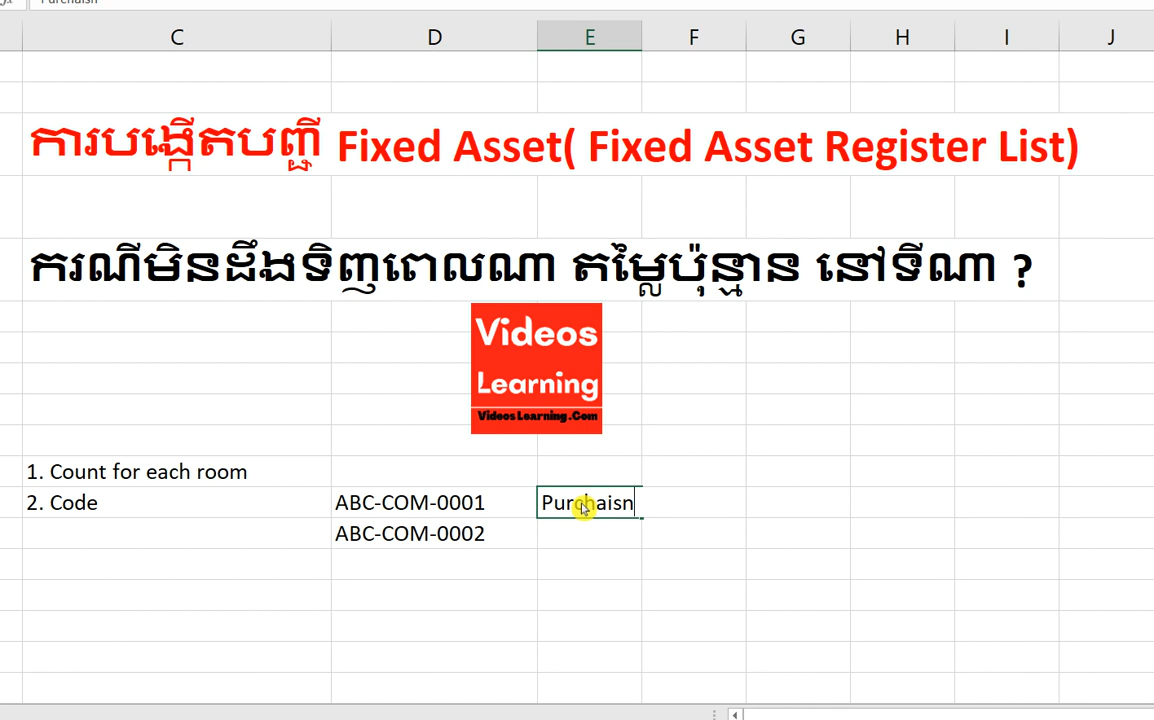 C D E F G H I J
ការបង្កើតបញ្ជី Fixed Asset( Fixed Asset Register List)
ករណីមិនដឹងទិញពេលណា តម្លៃប៉ុន្មាន នៅទីណា ?
Videos
Learning
VideosLearning.Com
1. Count for each room
2. Code ABC-COM-0001 Purchaisn
ABC-COM-0002